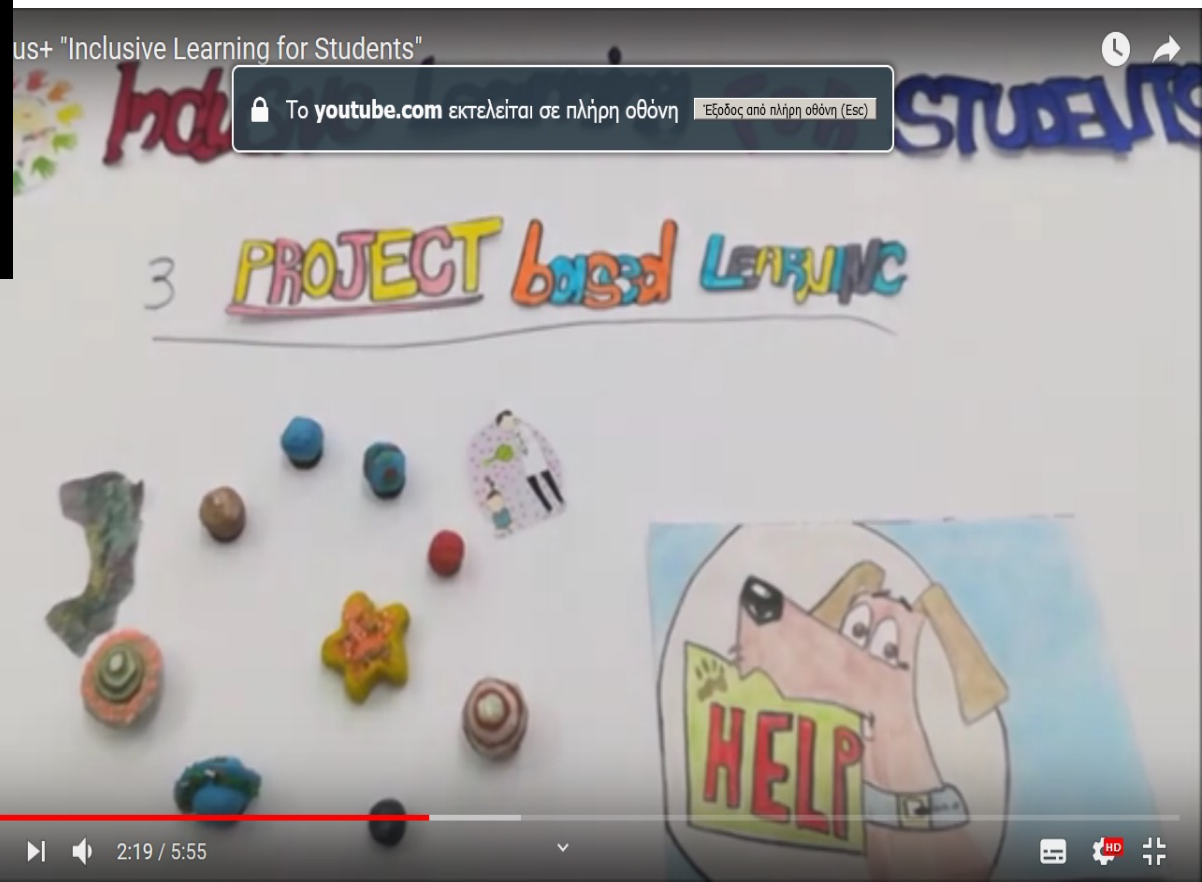 us+ "Inclusive Learning for Students"
Το youtube.com εκτελείται σε πλήρη οθόνη Έξοδος από πλήρη οθόνη (Esc)
STUDENTS
3 PROJECT based LEARNING
HELP
2:19 / 5:55
HD